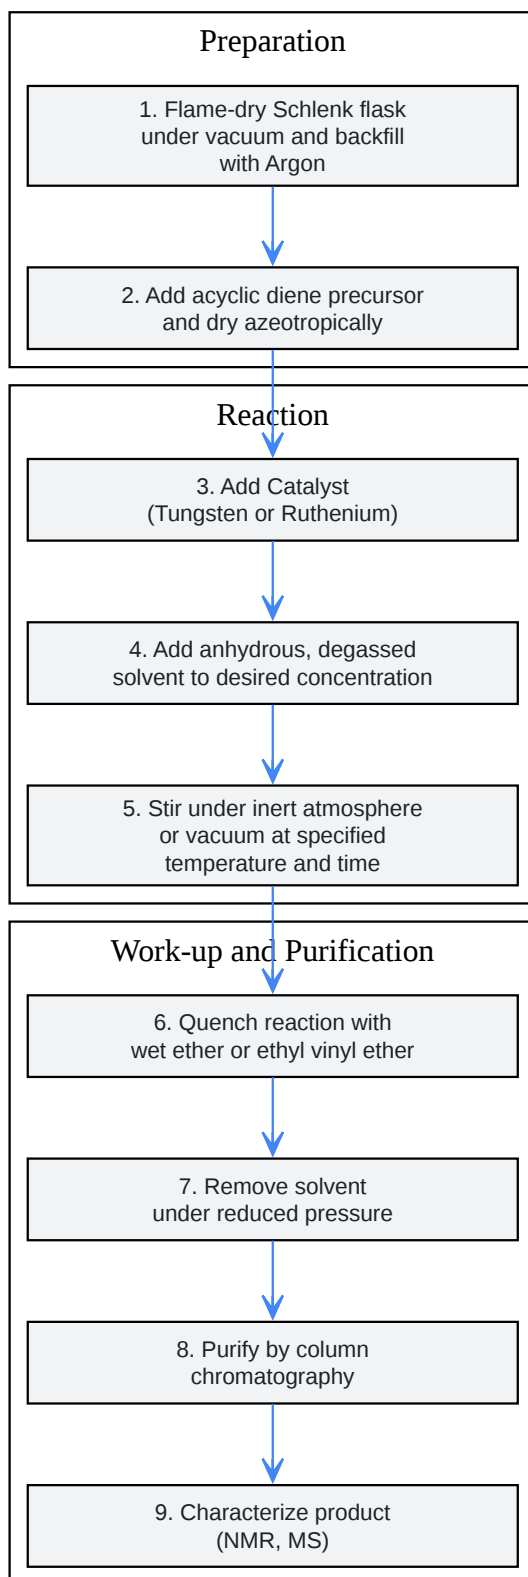 Preparation
1. Flame-dry Schlenk flask
under vacuum and backfill
with Argon
2. Add acyclic diene precursor
and dry azeotropically
Reaction
3. Add Catalyst
(Tungsten or Ruthenium)
4. Add anhydrous, degassed
solvent to desired concentration
5. Stir under inert atmosphere
or vacuum at specified
temperature and time
Work-up and Purification
6. Quench reaction with
wet ether or ethyl vinyl ether
7. Remove solvent
under reduced pressure
8. Purify by column
chromatography
9. Characterize product
(NMR, MS)